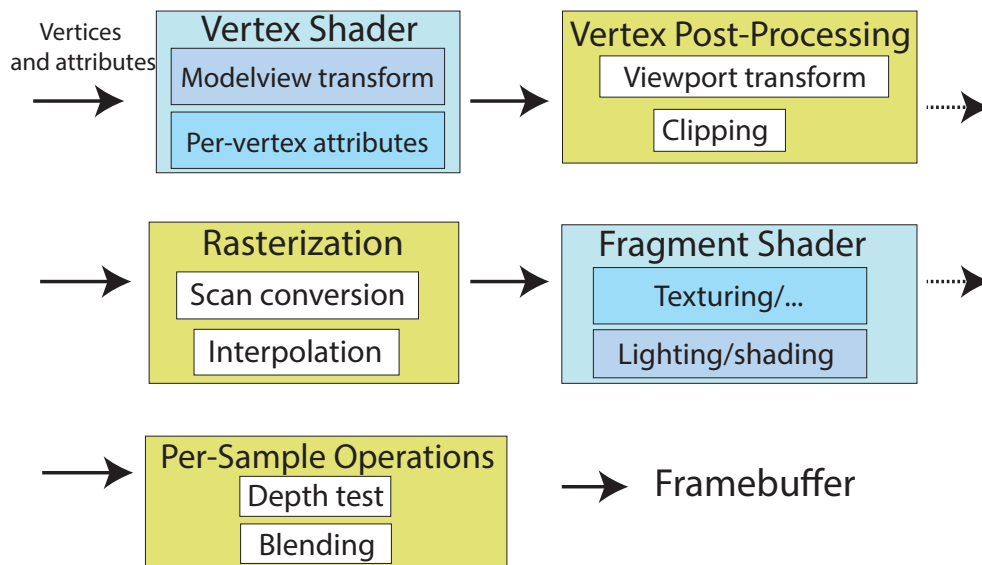 Vertices
and attributes
Vertex Shader
Modelview transform
Per-vertex attributes
Vertex Post-Processing
Viewport transform
Clipping
Rasterization
Scan conversion
Interpolation
Fragment Shader
Texturing/...
Lighting/shading
Per-Sample Operations
Depth test
Blending
Framebuffer